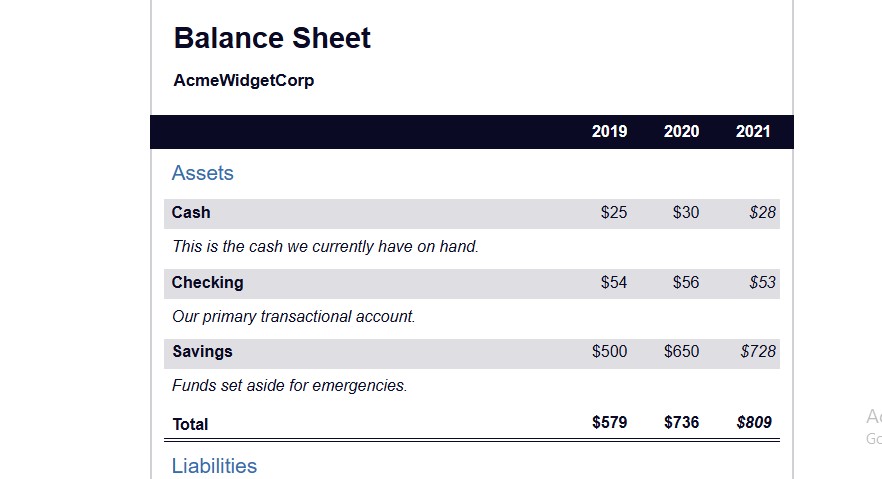 Balance Sheet
AcmeWidgetCorp
2019 2020 2021
Assets
Cash $25 $30 $28
This is the cash we currently have on hand.
Checking $54 $56 $53
Our primary transactional account.
Savings $500 $650 $728
Funds set aside for emergencies.
Total $579 $736 $809
Liabilities